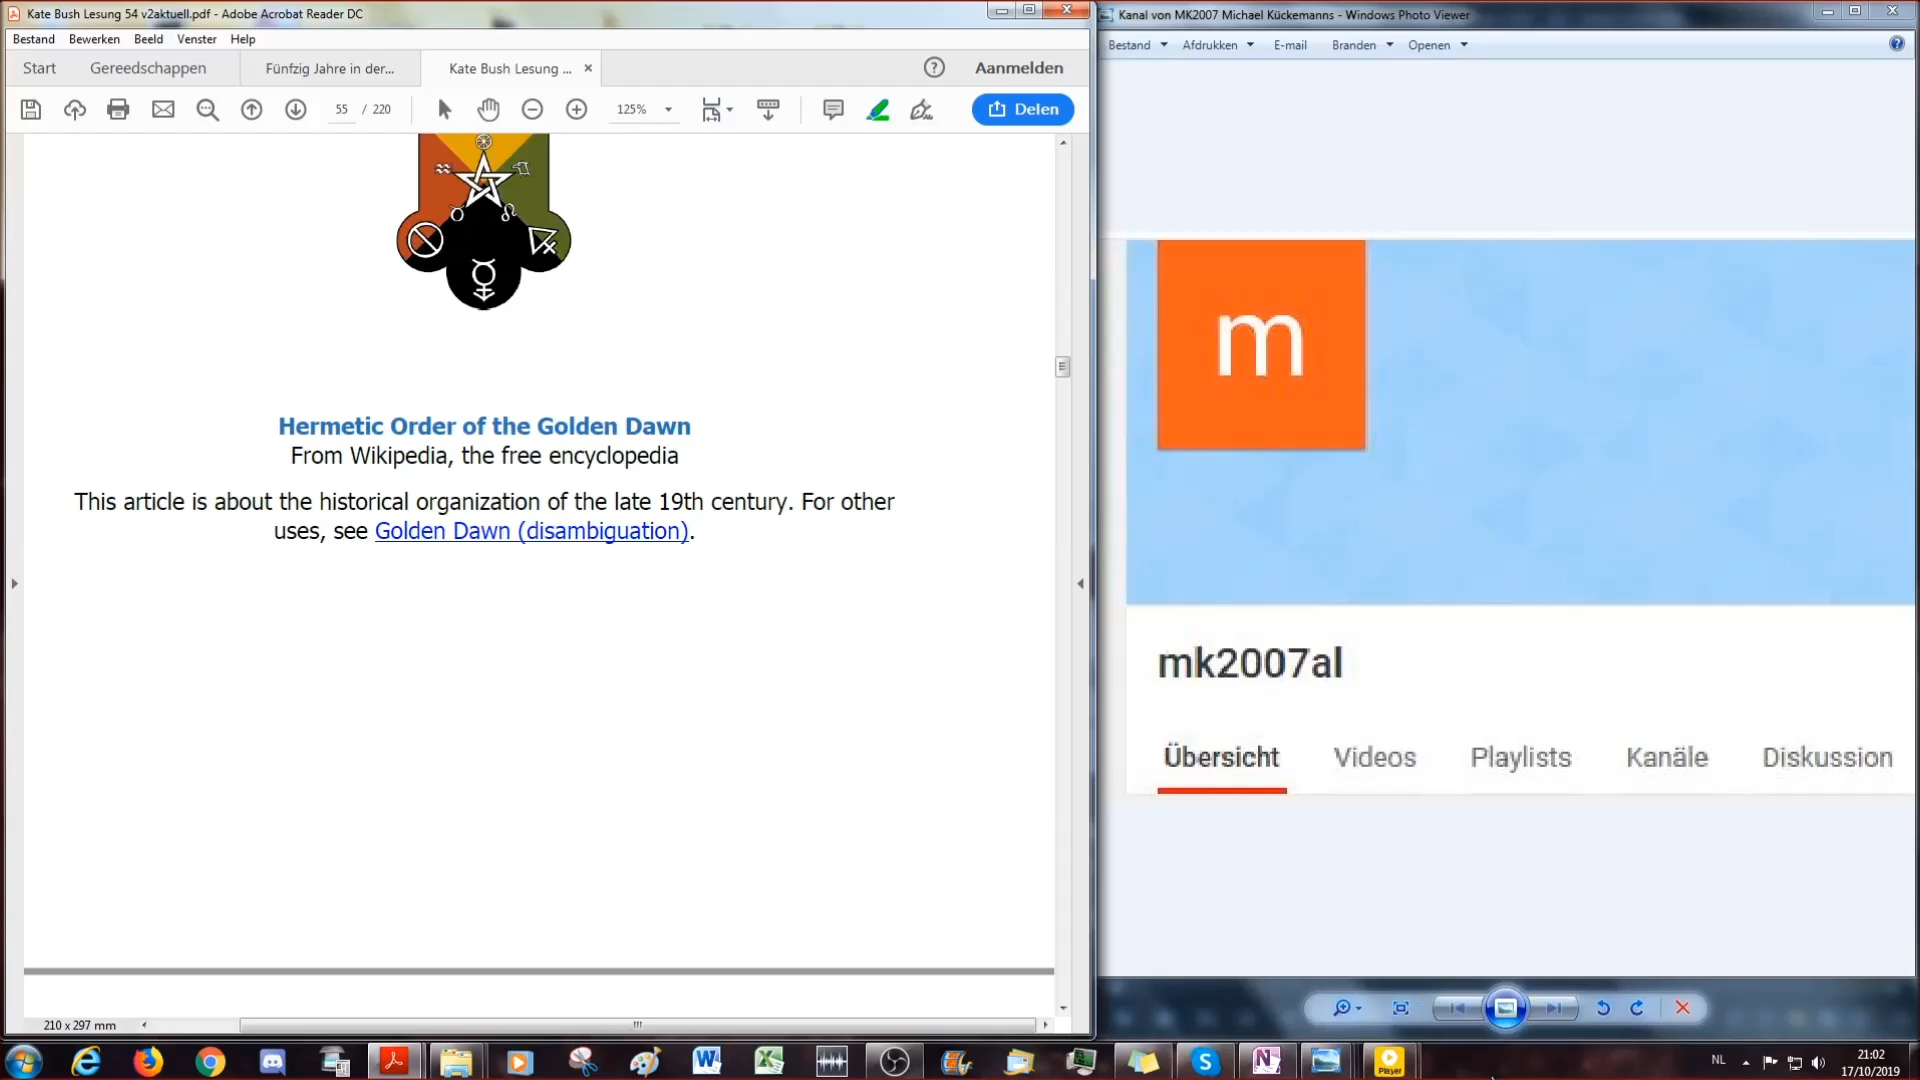 Kate Bush Lesung 54 v2aktuell.pdf - Adobe Acrobat Reader DC
Bestand Bewerken Beeld Venster Help
Start Gereedschappen Fünfzig Jahre in der... Kate Bush Lesung ... Aanmelden
55 / 220 125% Delen
Hermetic Order of the Golden Dawn
From Wikipedia, the free encyclopedia
This article is about the historical organization of the late 19th century. For other
uses, see Golden Dawn (disambiguation).
210 x 297 mm
Kanal von MK2007 Michael Kückemanns - Windows Photo Viewer
Bestand Afdrukken E-mail Branden Openen
m
mk2007al
Übersicht Videos Playlists Kanäle Diskussion
Player
NL
21:02
17/10/2019